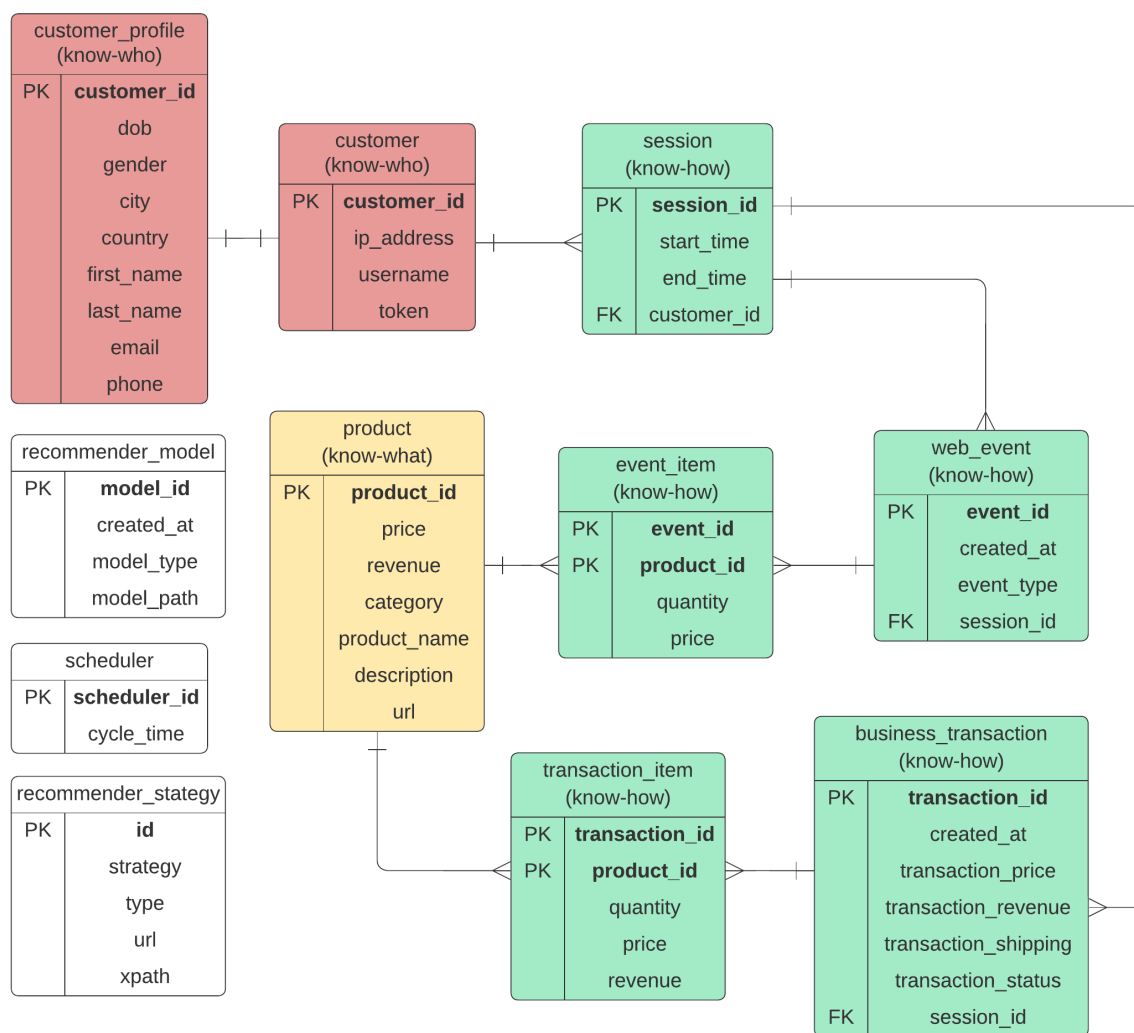 customer_profile
(know-who)
PK customer_id
dob
gender
city
country
first_name
last_name
email
phone
customer
(know-who)
PK customer_id
ip_address
username
token
session
(know-how)
PK session_id
start_time
end_time
FK customer_id
recommender_model
PK model_id
created_at
model_type
model_path
product
(know-what)
PK product_id
price
revenue
category
product_name
description
url
event_item
(know-how)
PK event_id
PK product_id
quantity
price
web_event
(know-how)
PK event_id
created_at
event_type
FK session_id
scheduler
PK scheduler_id
cycle_time
recommender_stategy
PK id
strategy
type
url
xpath
transaction_item
(know-how)
PK transaction_id
PK product_id
quantity
price
revenue
business_transaction
(know-how)
PK transaction_id
created_at
transaction_price
transaction_revenue
transaction_shipping
transaction_status
FK session_id